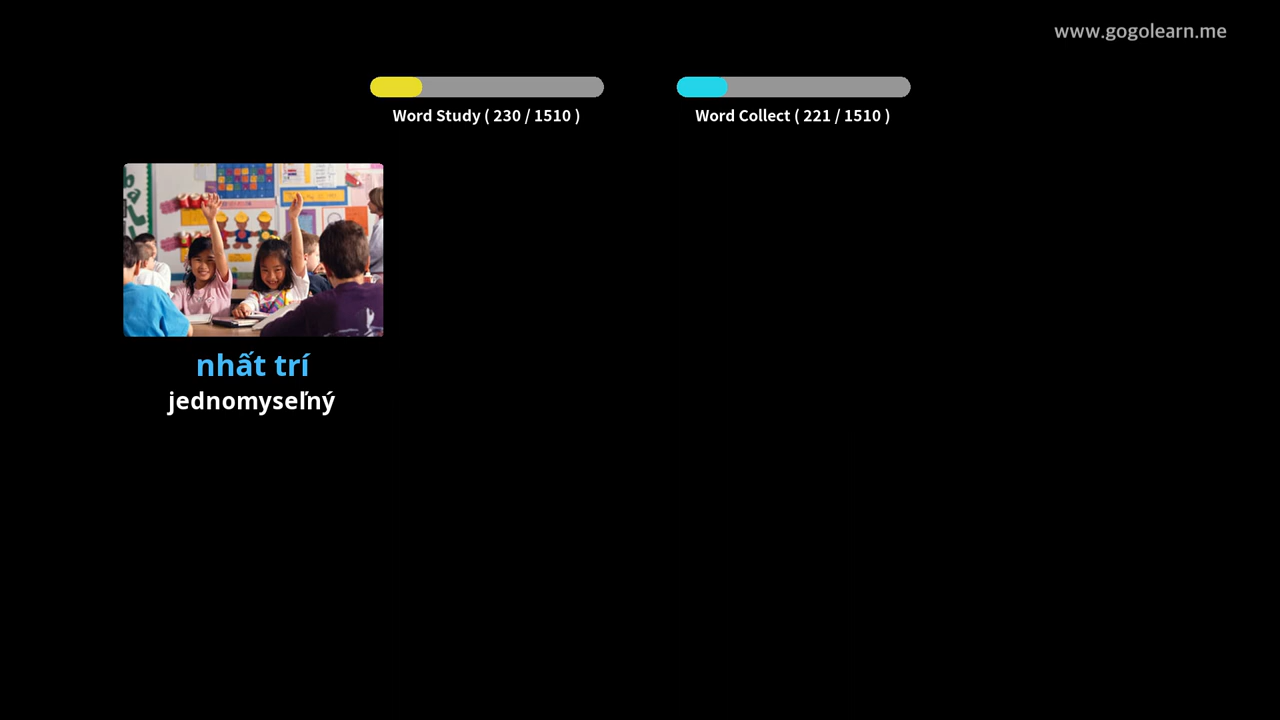 www.gogolearn.me
Word Study ( 230 / 1510 )
Word Collect ( 221 / 1510 )
nhất trí
jednomyseľný